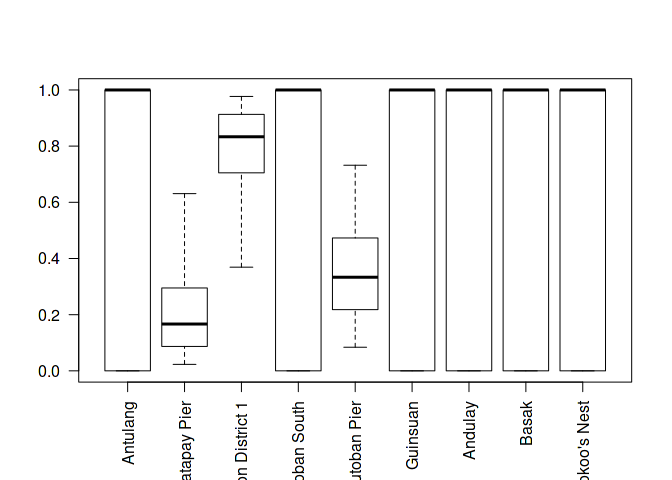 1.0
0.8
0.6
0.4
0.2
0.0
Antulang
atapay Pier
on District 1
oban South
utoban Pier
Guinsuan
Andulay
Basak
okoo's Nest